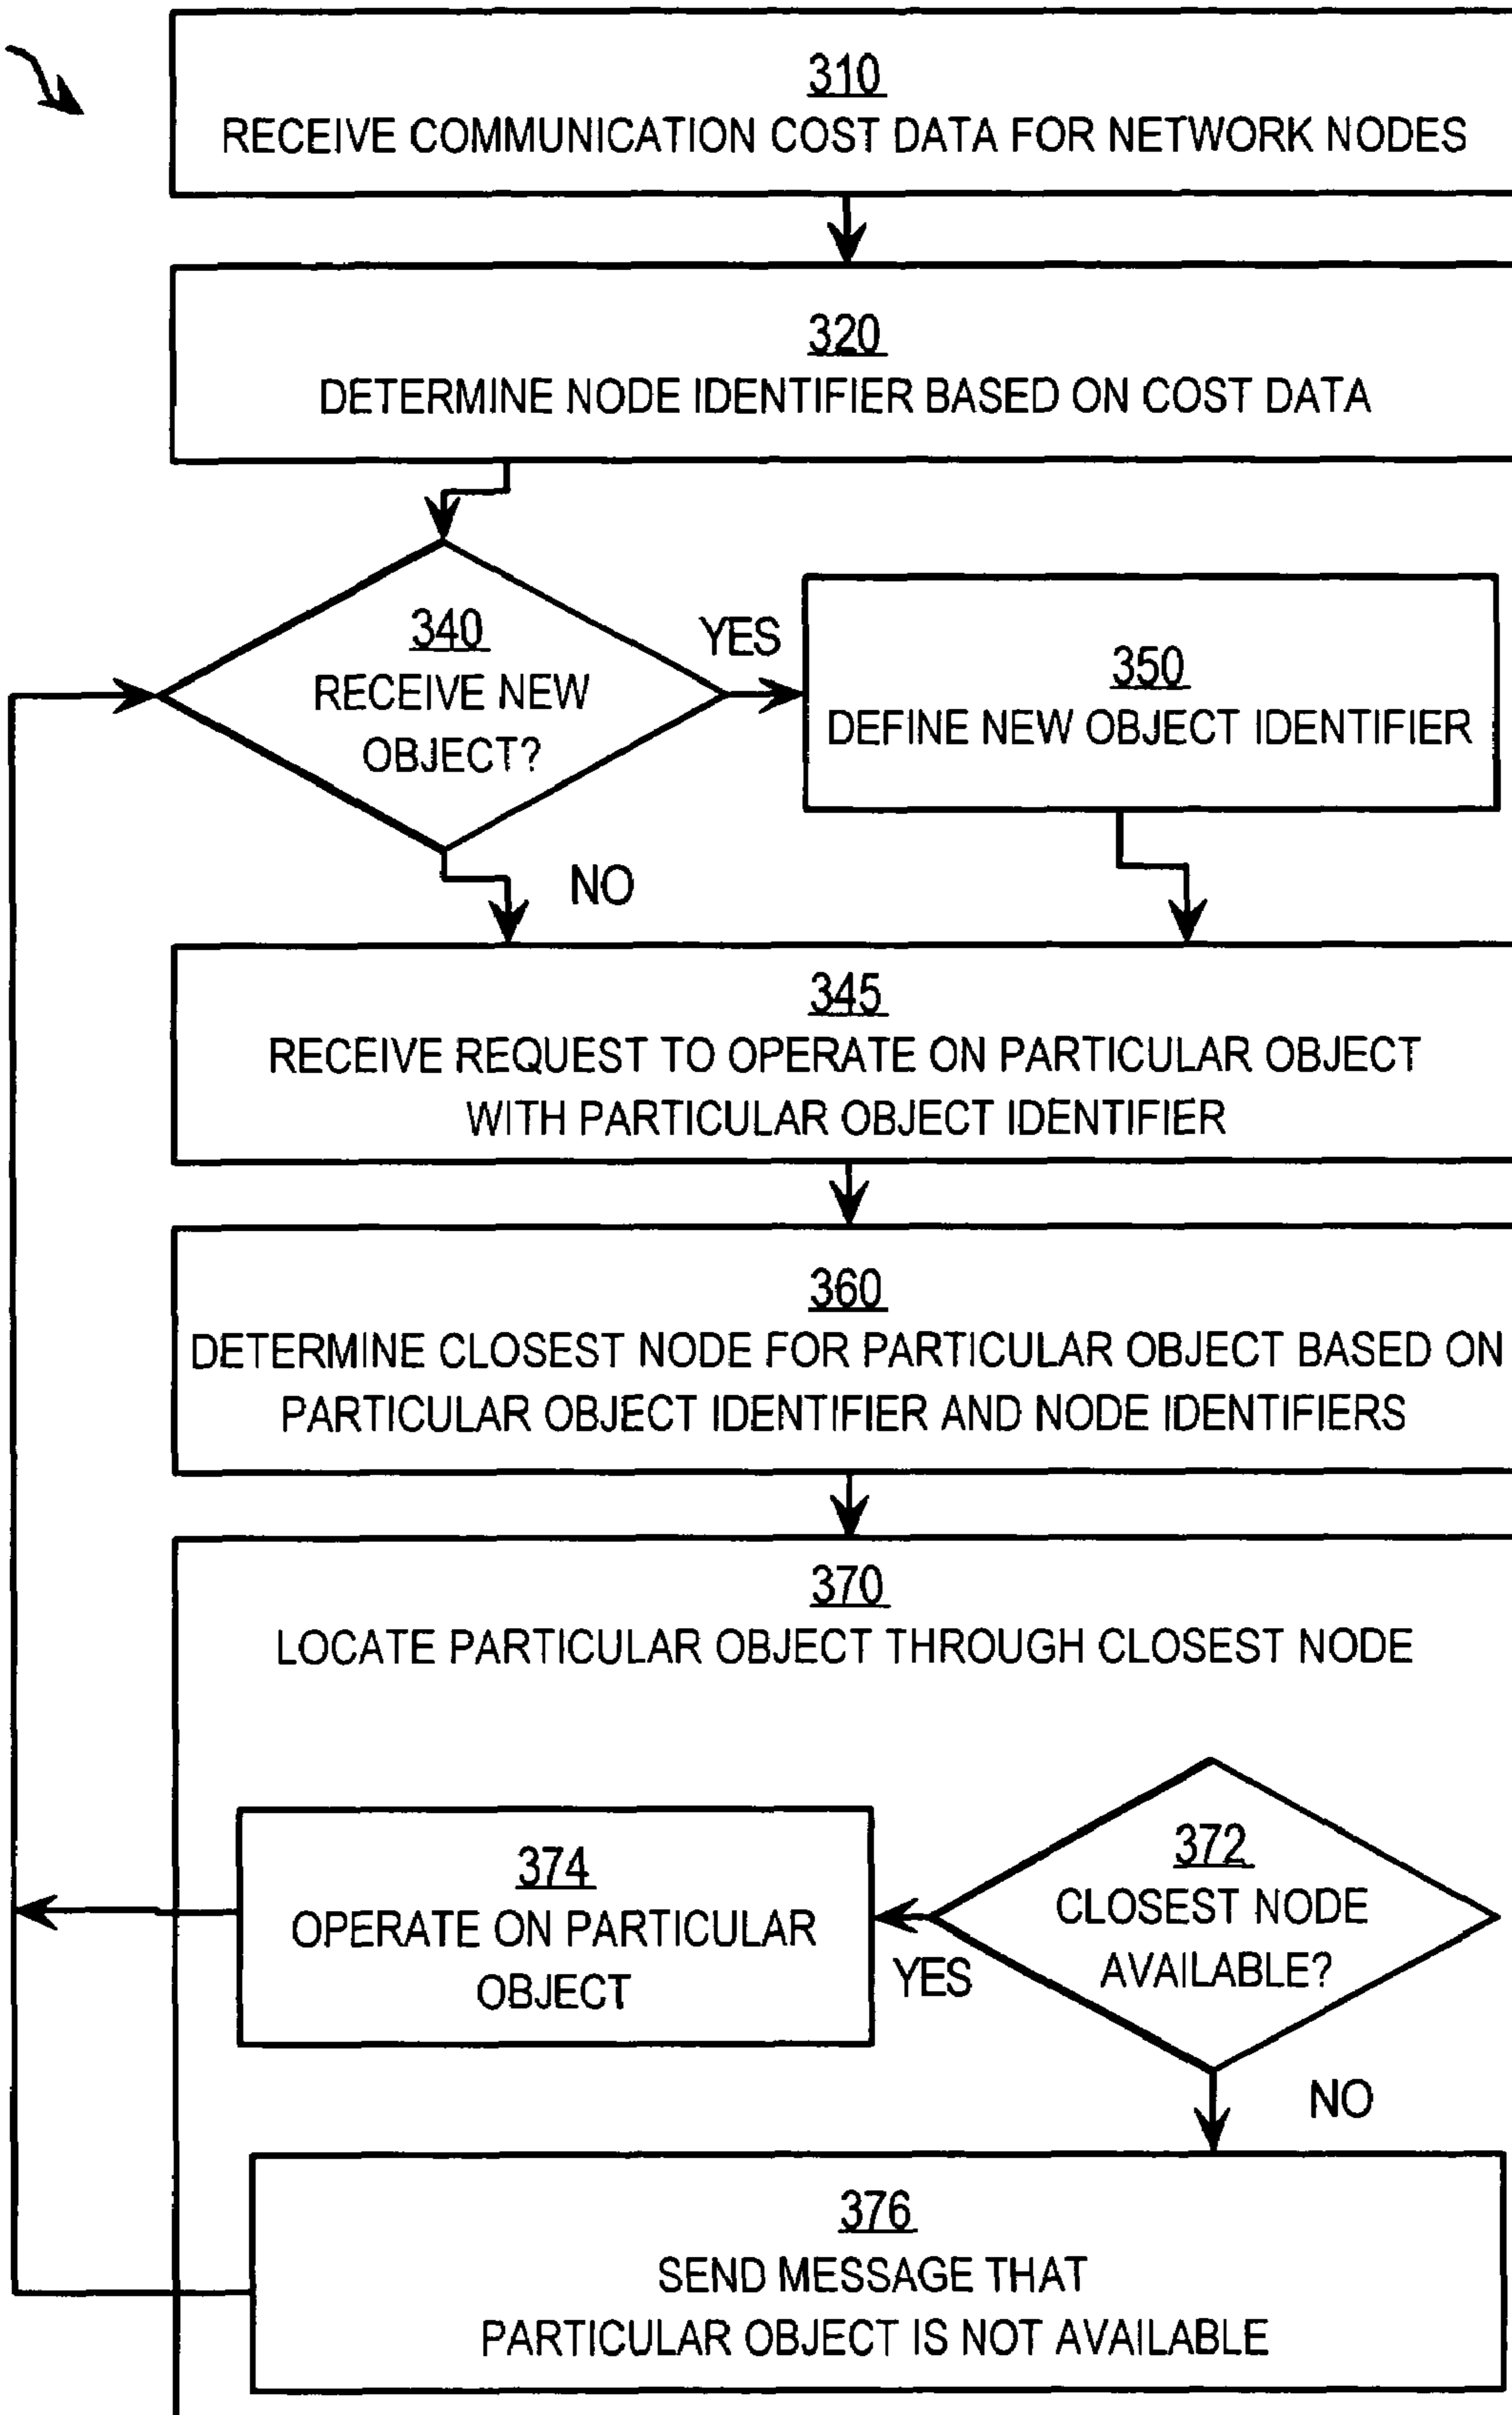 310
RECEIVE COMMUNICATION COST DATA FOR NETWORK NODES
320
DETERMINE NODE IDENTIFIER BASED ON COST DATA
340
RECEIVE NEW
OBJECT?
YES
350
DEFINE NEW OBJECT IDENTIFIER
NO
345
RECEIVE REQUEST TO OPERATE ON PARTICULAR OBJECT
WITH PARTICULAR OBJECT IDENTIFIER
360
DETERMINE CLOSEST NODE FOR PARTICULAR OBJECT BASED ON
PARTICULAR OBJECT IDENTIFIER AND NODE IDENTIFIERS
370
LOCATE PARTICULAR OBJECT THROUGH CLOSEST NODE
374
OPERATE ON PARTICULAR
OBJECT
372
CLOSEST NODE
AVAILABLE?
YES
NO
376
SEND MESSAGE THAT
PARTICULAR OBJECT IS NOT AVAILABLE